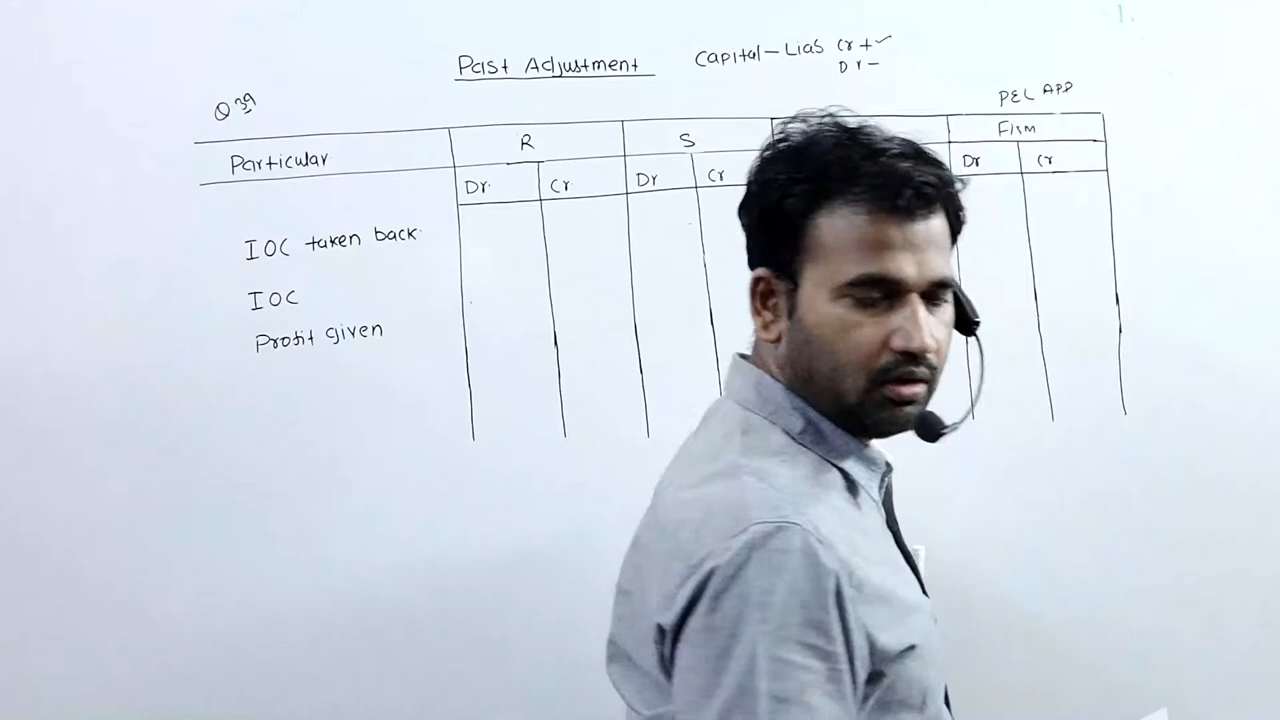 Past Adjustment Capital - Lias Cr + ✓
Dr -
Q 39
P&L APP
Particular R S Firm
Dr. Cr. Dr Cr Dr Cr
IOC taken back
IOC
Profit given